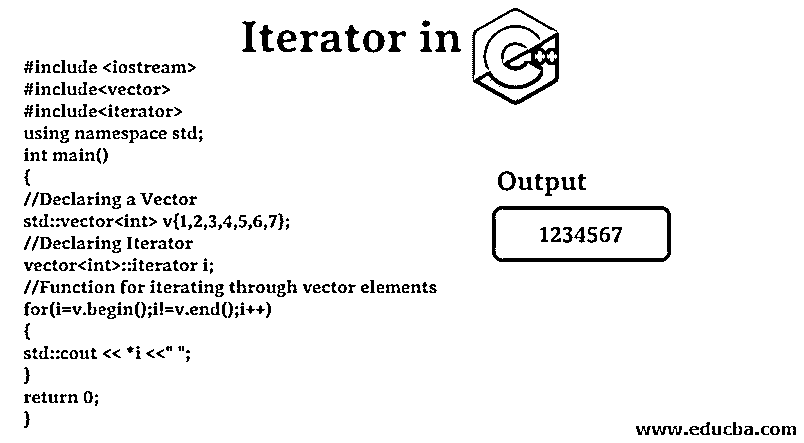 Iterator in C++
#include <iostream>
#include<vector>
#include<iterator>
using namespace std;
int main()
{
//Declaring a Vector
std::vector<int> v{1,2,3,4,5,6,7};
//Declaring Iterator
vector<int>::iterator i;
//Function for iterating through vector elements
for(i=v.begin();i!=v.end();i++)
{
std::cout << *i <<" ";
}
return 0;
}
Output
1234567
www.educba.com